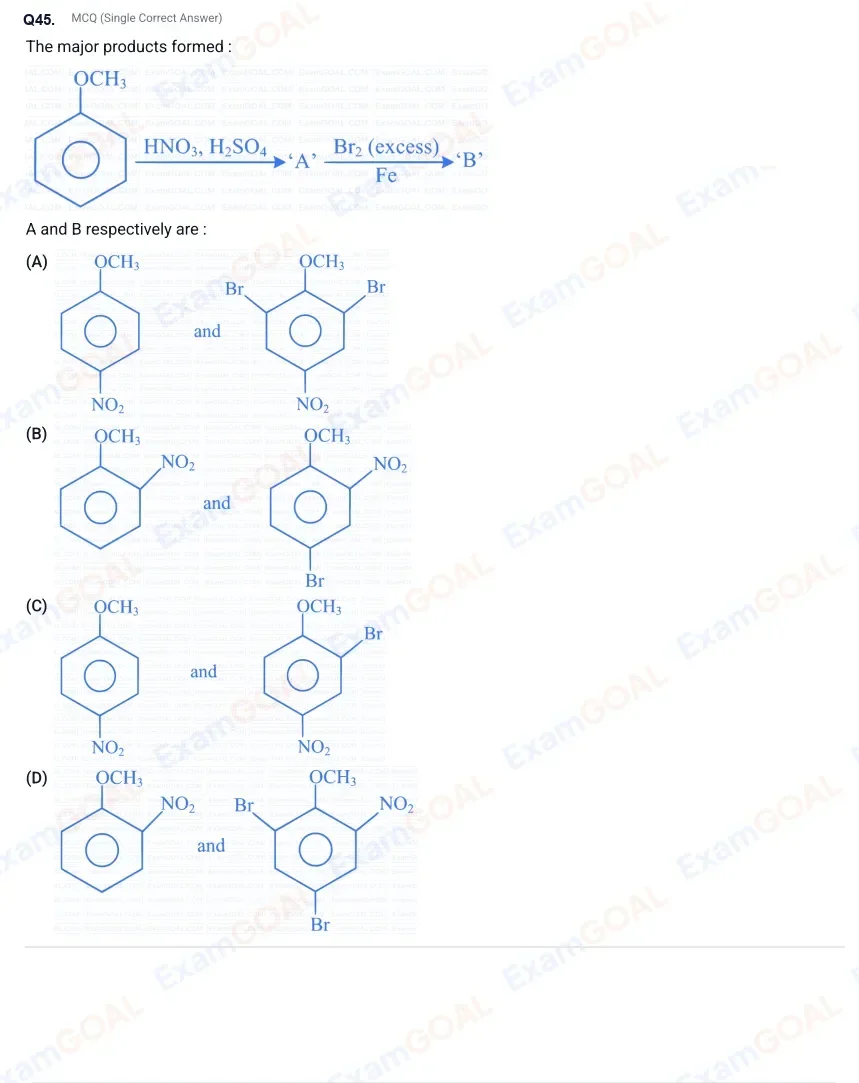 Q45. MCQ (Single Correct Answer)
The major products formed :
OCH₃
HNO₃, H₂SO₄ 'A' Br₂ (excess) Fe 'B'
A and B respectively are :
(A) OCH₃ NO₂ and OCH₃ Br Br NO₂
(B) OCH₃ NO₂ and OCH₃ NO₂ Br
(C) OCH₃ NO₂ and OCH₃ Br NO₂
(D) OCH₃ NO₂ and OCH₃ Br NO₂ Br
ExamGOAL